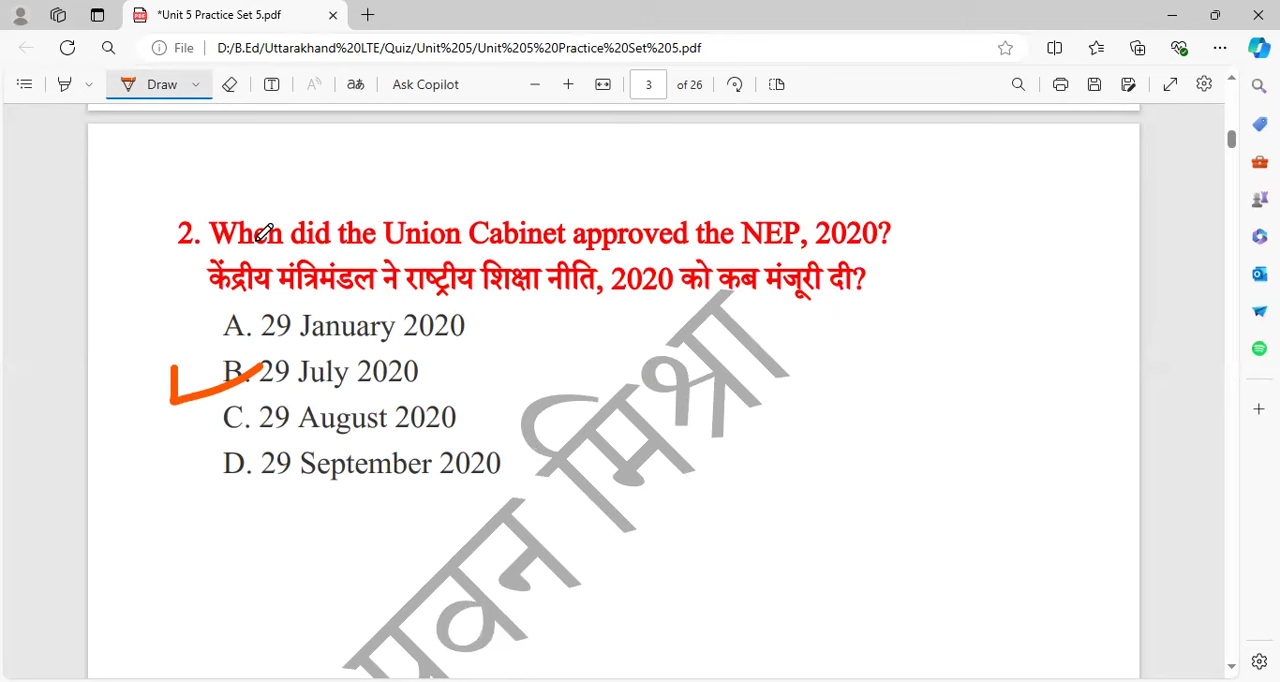 *Unit 5 Practice Set 5.pdf
File D:/B.Ed/Uttarakhand%20LTE/Quiz/Unit%205/Unit%205%20Practice%20Set%205.pdf
Draw Ask Copilot 3 of 26
2. When did the Union Cabinet approved the NEP, 2020?
केंद्रीय मंत्रिमंडल ने राष्ट्रीय शिक्षा नीति, 2020 को कब मंजूरी दी?
A. 29 January 2020
B. 29 July 2020
C. 29 August 2020
D. 29 September 2020
पवन मिश्रा